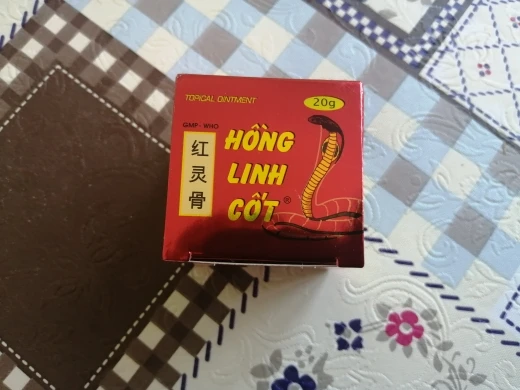 TOPICAL OINTMENT
20g
GMP - WHO
红灵骨
HỒNG
LINH
CỐT®